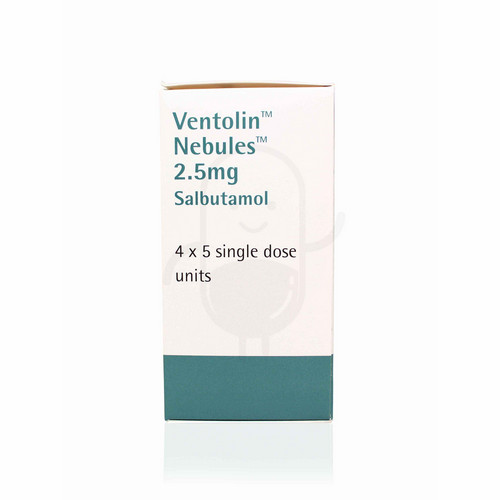 Ventolin™
Nebules™
2.5mg
Salbutamol
4 x 5 single dose
units